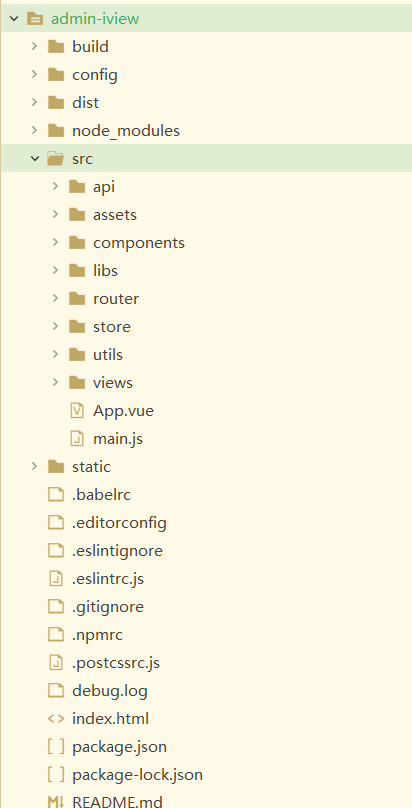 admin-iview
build
config
dist
node_modules
src
api
assets
components
libs
router
store
utils
views
App.vue
main.js
static
.babelrc
.editorconfig
.eslintignore
.eslintrc.js
.gitignore
.npmrc
.postcssrc.js
debug.log
index.html
package.json
package-lock.json
README.md